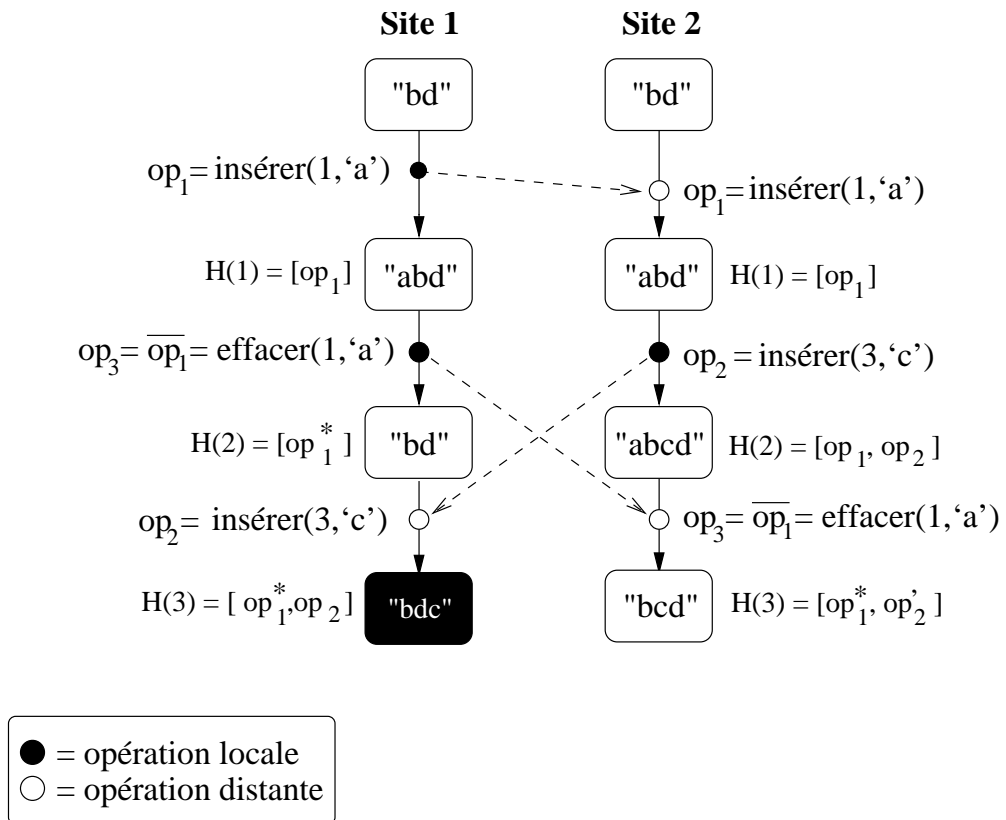 Site 1 Site 2
"bd" "bd"
op1= insérer(1,‘a’) op1= insérer(1,‘a’)
H(1) = [op1] "abd" "abd" H(1) = [op1]
op3= op1= effacer(1,‘a’) op2= insérer(3,‘c’)
H(2) = [op*1] "bd" "abcd" H(2) = [op1, op2]
op2= insérer(3,‘c’) op3= op1= effacer(1,‘a’)
H(3) = [ op*1,op2] "bdc" "bcd" H(3) = [op*1, op’2]
= opération locale
= opération distante